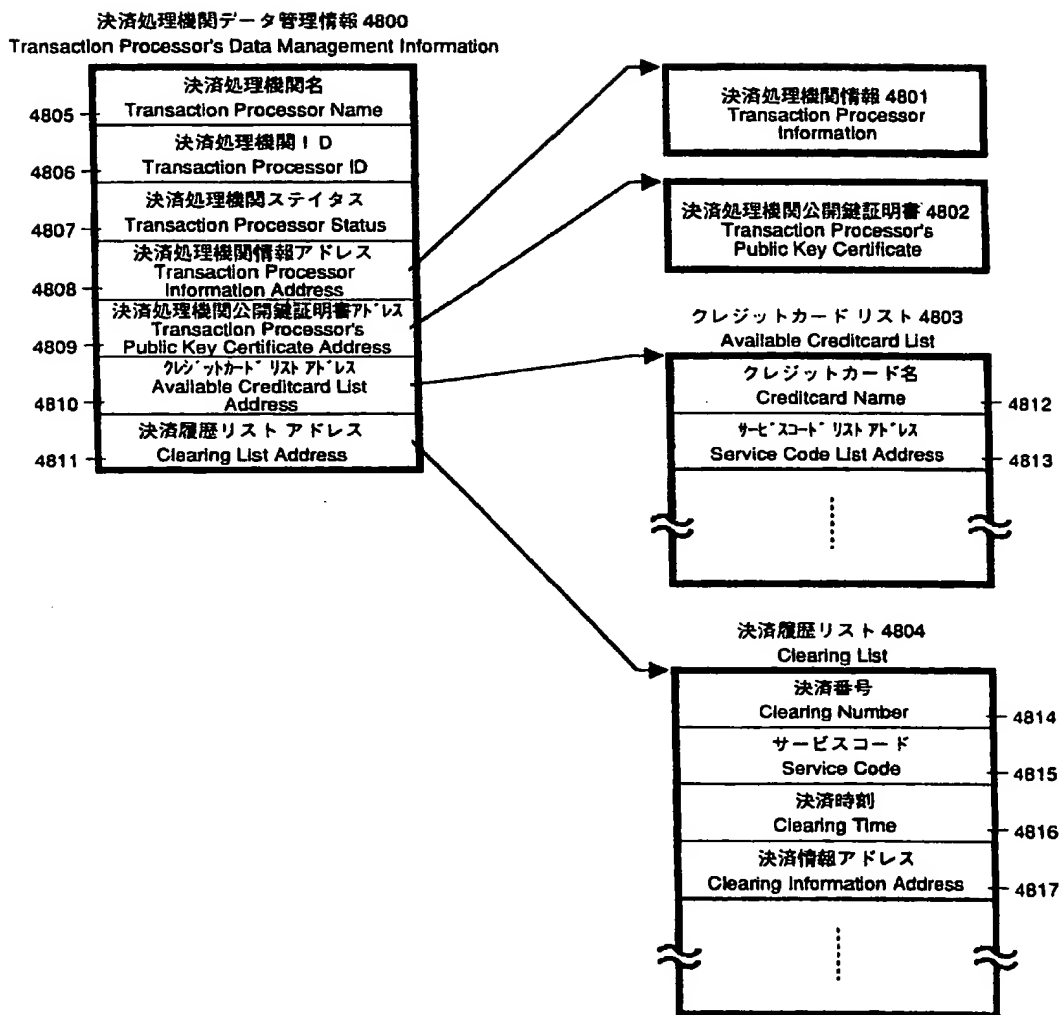 決済処理機関データ管理情報 4800
Transaction Processor's Data Management Information
決済処理機関名
Transaction Processor Name
4805
決済処理機関ID
Transaction Processor ID
4806
決済処理機関ステイタス
Transaction Processor Status
4807
決済処理機関情報アドレス
Transaction Processor
Information Address
4808
決済処理機関公開鍵証明書アドレス
Transaction Processor's
Public Key Certificate Address
4809
クレジットカード リスト アドレス
Available Creditcard List
Address
4810
決済履歴リスト アドレス
Clearing List Address
4811
決済処理機関情報 4801
Transaction Processor
Information
決済処理機関公開鍵証明書 4802
Transaction Processor's
Public Key Certificate
クレジットカード リスト 4803
Available Creditcard List
クレジットカード名
Creditcard Name
4812
サービスコード リスト アドレス
Service Code List Address
4813
決済履歴リスト 4804
Clearing List
決済番号
Clearing Number
4814
サービスコード
Service Code
4815
決済時刻
Clearing Time
4816
決済情報アドレス
Clearing Information Address
4817